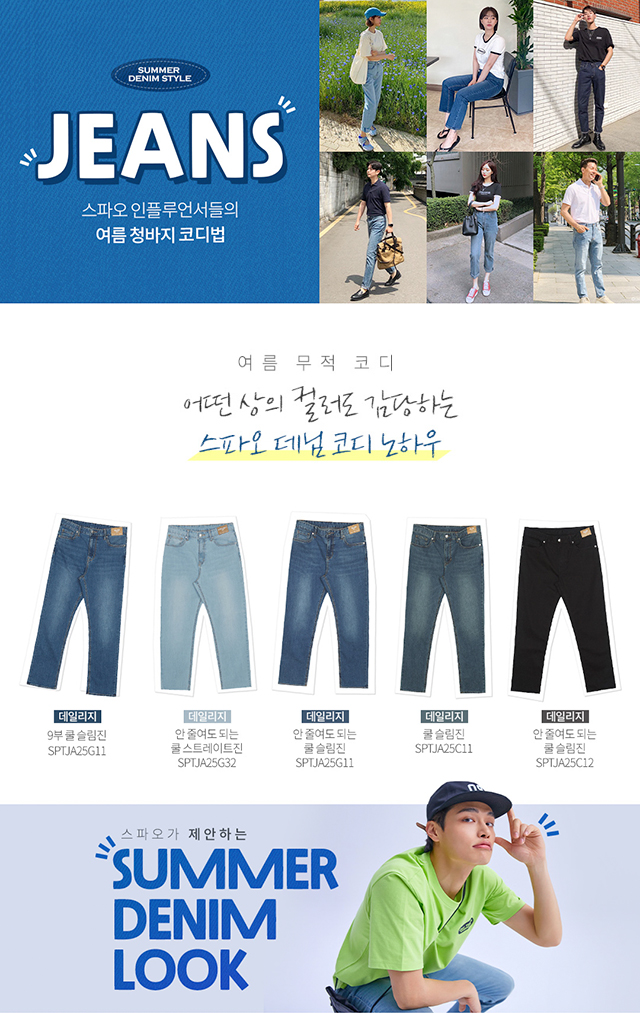 SUMMER
DENIM STYLE
JEANS
스파오 인플루언서들의
여름 청바지 코디법
여름 무적 코디
어떤 상의 컬러도 감당하는
스파오 데님 코디 노하우
데일리지
9부 쿨 슬림진
SPTJA25G11
데일리지
안 줄여도 되는
쿨 스트레이트진
SPTJA25G32
데일리지
안 줄여도 되는
쿨 슬림진
SPTJA25G11
데일리지
쿨 슬림진
SPTJA25C11
데일리지
안 줄여도 되는
쿨 슬림진
SPTJA25C12
스파오가 제안하는
SUMMER
DENIM
LOOK